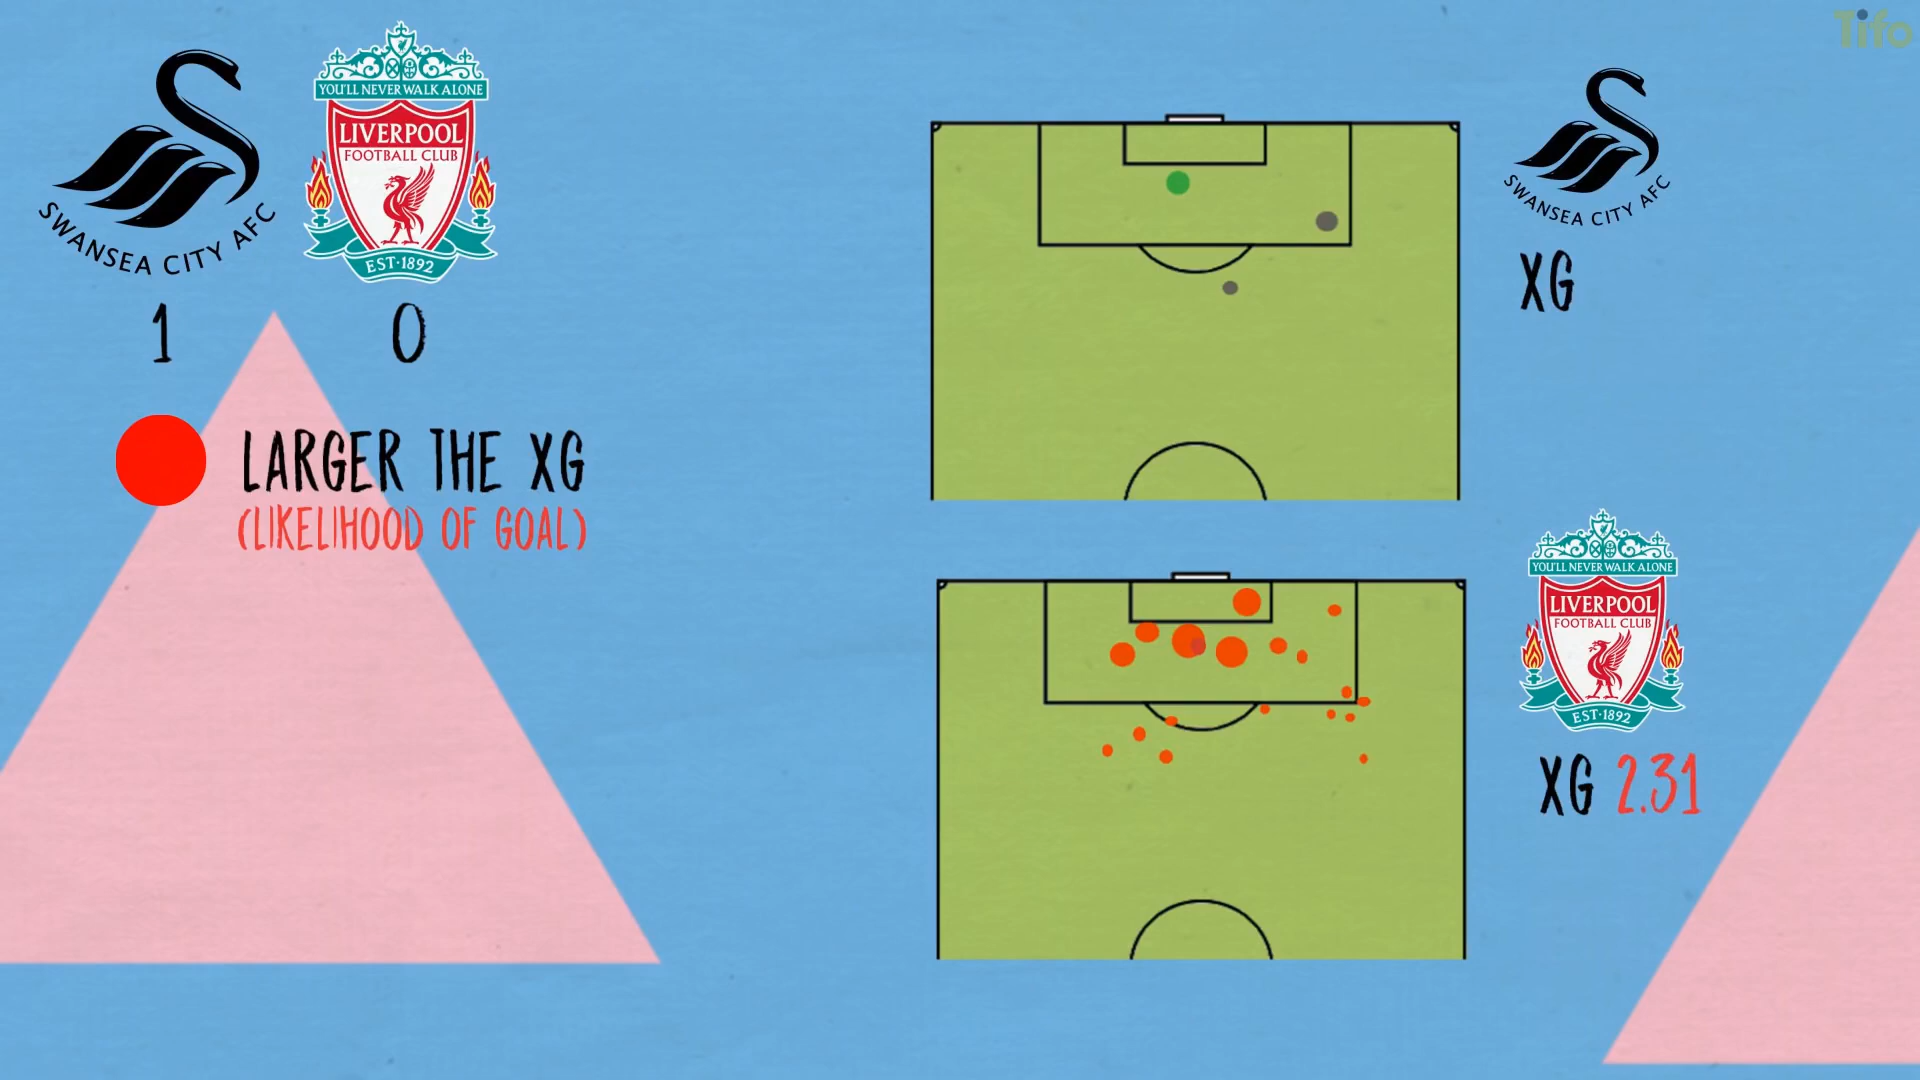 Tifo
SWANSEA CITY AFC
YOU'LL NEVER WALK ALONE
LIVERPOOL
FOOTBALL CLUB
EST·1892
1 0
LARGER THE XG
(LIKELIHOOD OF GOAL)
SWANSEA CITY AFC
XG
YOU'LL NEVER WALK ALONE
LIVERPOOL
FOOTBALL CLUB
EST·1892
XG 2.31